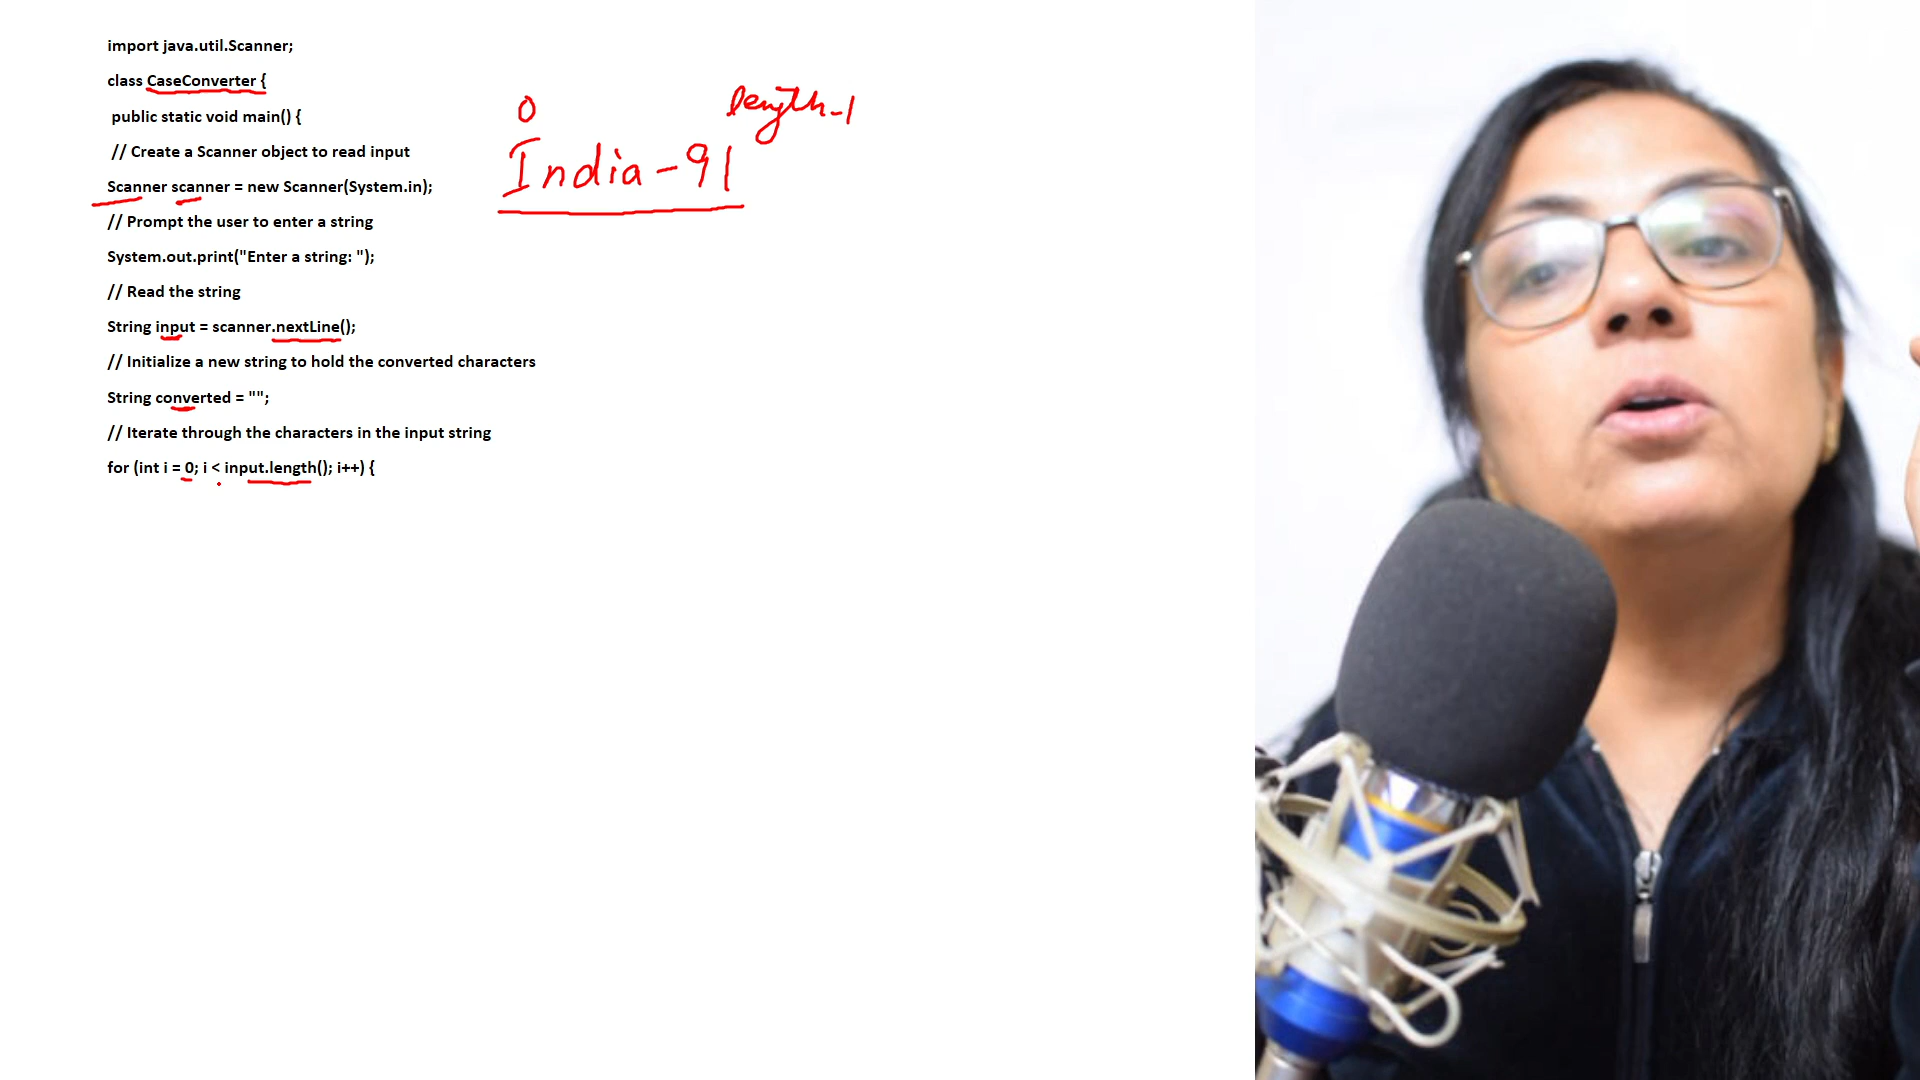 import java.util.Scanner;
class CaseConverter {
public static void main() {
// Create a Scanner object to read input
Scanner scanner = new Scanner(System.in);
// Prompt the user to enter a string
System.out.print("Enter a string: ");
// Read the string
String input = scanner.nextLine();
// Initialize a new string to hold the converted characters
String converted = "";
// Iterate through the characters in the input string
for (int i = 0; i < input.length(); i++) {
0 length-1
India-91